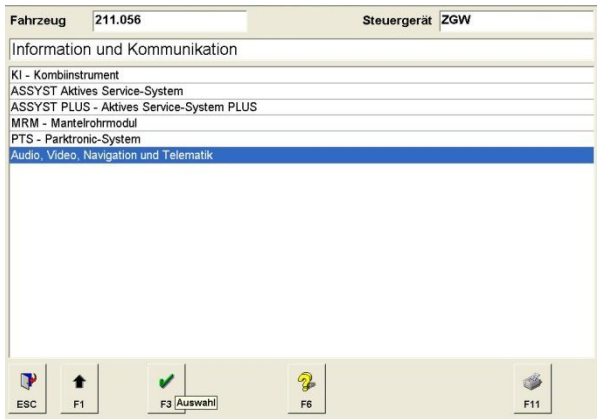 Fahrzeug 211.056 Steuergerät ZGW
Information und Kommunikation
KI - Kombiinstrument
ASSYST Aktives Service-System
ASSYST PLUS - Aktives Service-System PLUS
MRM - Mantelrohrmodul
PTS - Parktronic-System
Audio, Video, Navigation und Telematik
ESC F1 F3 Auswahl F6 F11